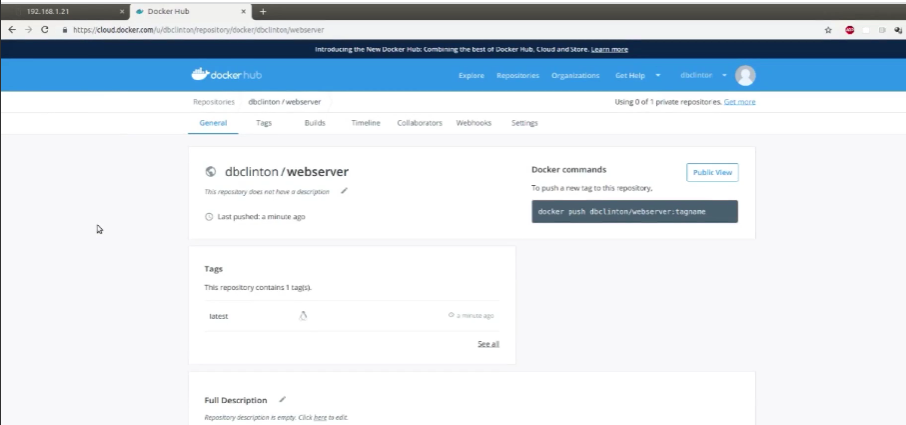 192.168.1.21 × Docker Hub × +
https://cloud.docker.com/u/dbclinton/repository/docker/dbclinton/webserver
Introducing the New Docker Hub: Combining the best of Docker Hub, Cloud and Store. Learn more
dockerhub Explore Repositories Organizations Get Help dbclinton
Repositories dbclinton / webserver Using 0 of 1 private repositories. Get more
General Tags Builds Timeline Collaborators Webhooks Settings
dbclinton / webserver
This repository does not have a description
Last pushed: a minute ago
Docker commands Public View
To push a new tag to this repository,
docker push dbclinton/webserver:tagname
Tags
This repository contains 1 tag(s).
latest a minute ago
See all
Full Description
Repository description is empty. Click here to edit.